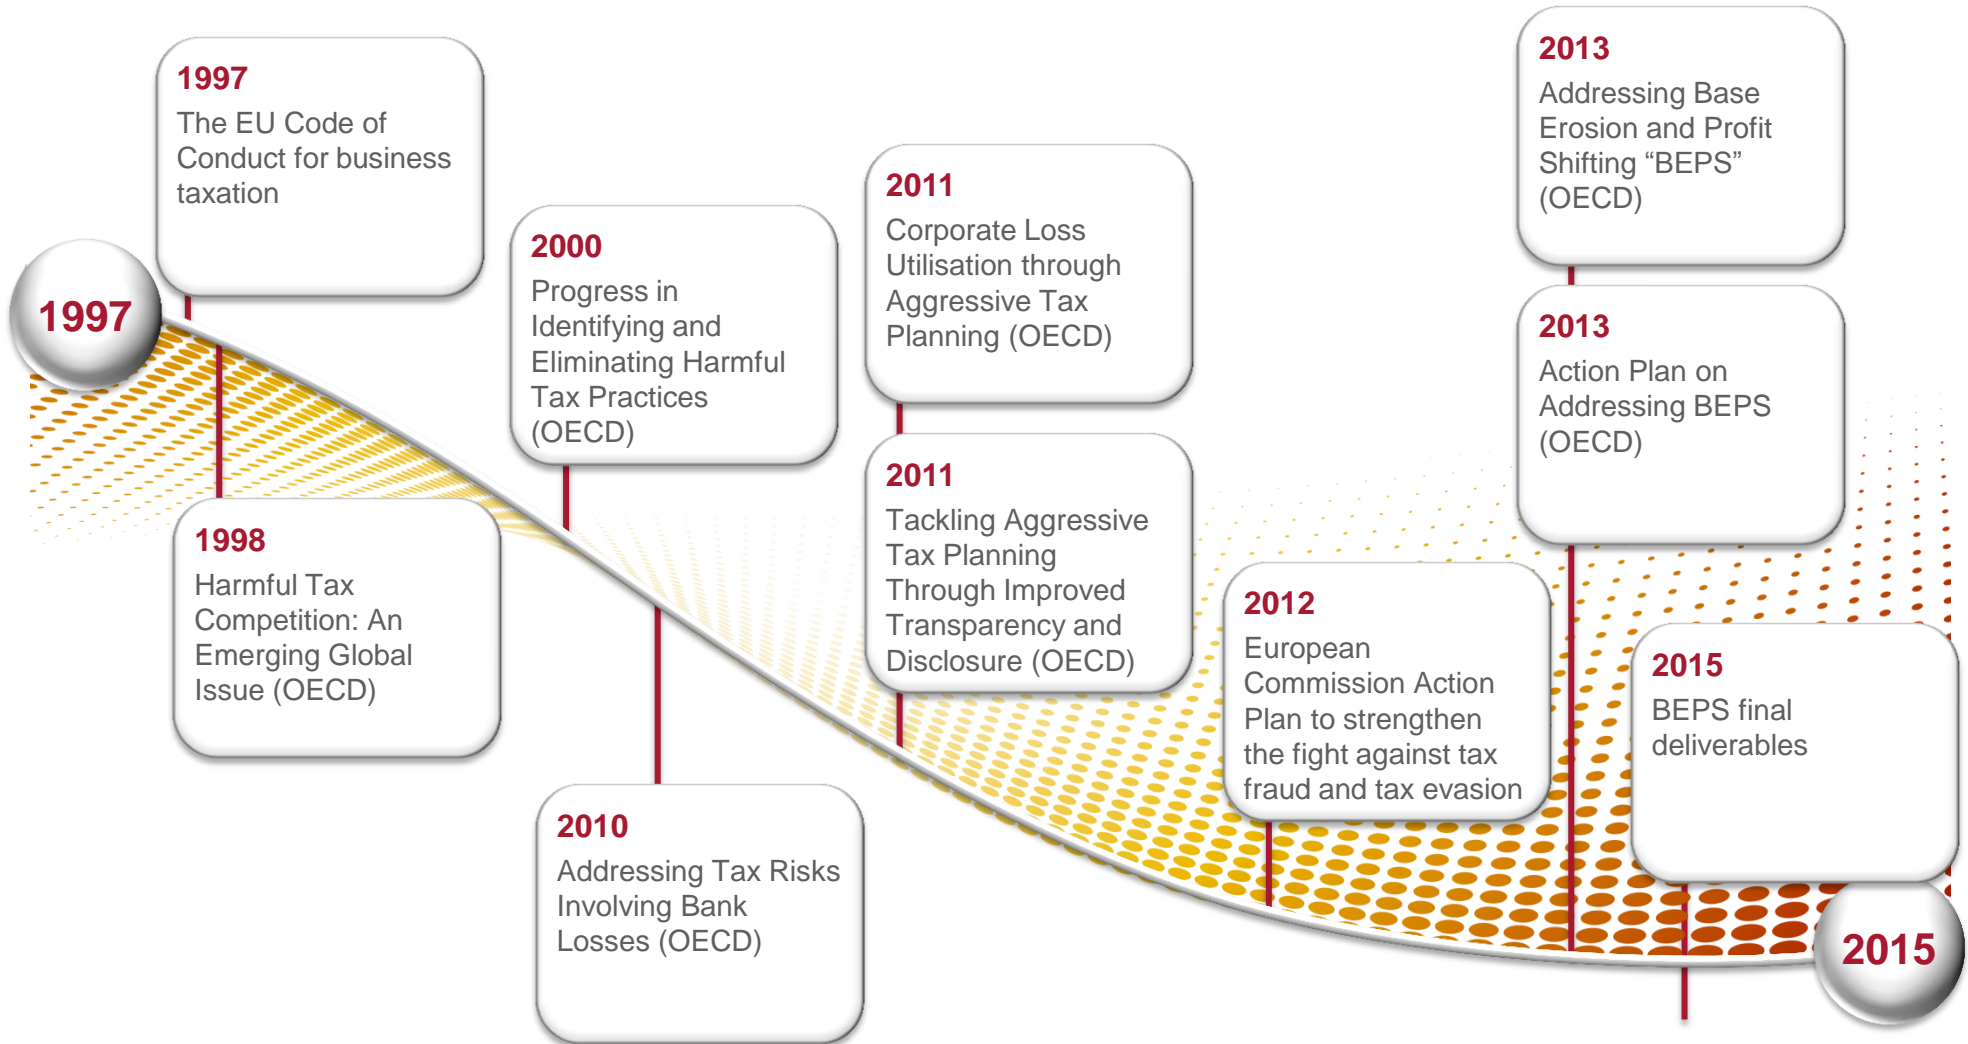 1997
1997
The EU Code of
Conduct for business
taxation
1998
Harmful Tax
Competition: An
Emerging Global
Issue (OECD)
2000
Progress in
Identifying and
Eliminating Harmful
Tax Practices
(OECD)
2010
Addressing Tax Risks
Involving Bank
Losses (OECD)
2011
Corporate Loss
Utilisation through
Aggressive Tax
Planning (OECD)
2011
Tackling Aggressive
Tax Planning
Through Improved
Transparency and
Disclosure (OECD)
2012
European
Commission Action
Plan to strengthen
the fight against tax
fraud and tax evasion
2013
Addressing Base
Erosion and Profit
Shifting “BEPS”
(OECD)
2013
Action Plan on
Addressing BEPS
(OECD)
2015
BEPS final
deliverables
2015